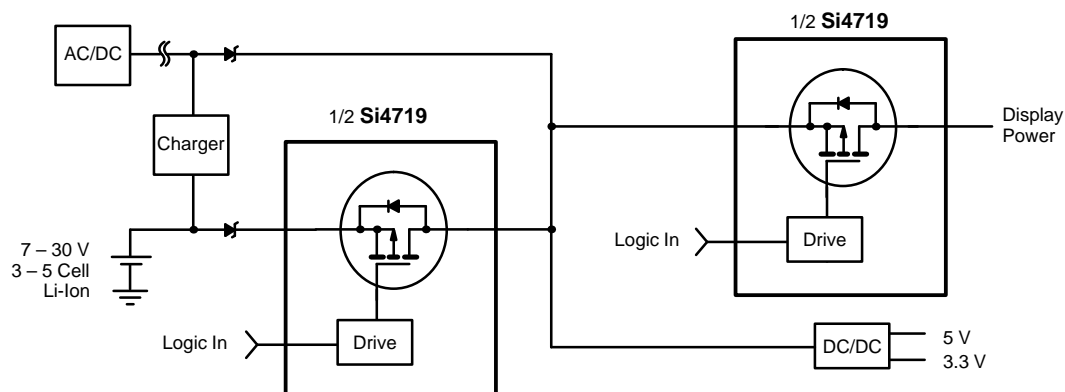 1/2 Si4719
AC/DC
1/2 Si4719
Display
Power
Charger
7 – 30 V
3 – 5 Cell
Li-Ion
Logic In
Drive
Logic In
Drive
DC/DC
5 V
3.3 V